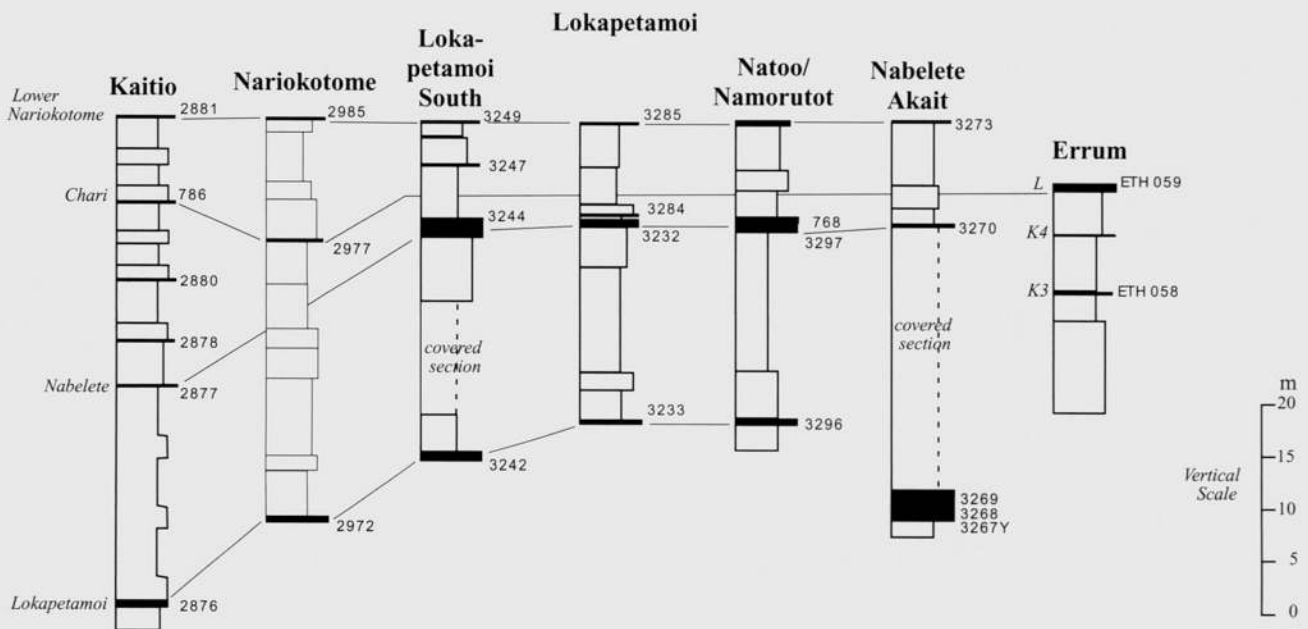 Lokapetamoi
Loka-
petamoi
South
Natoo/
Namorutot
Nabelete
Akait
Kaitio
Nariokotome
Errum
Lower
Nariokotome
2881
2985
3249
3285
3273
3247
Chari
786
L
ETH 059
3244
3284
768
2977
3232
3297
3270
K4
2880
K3
ETH 058
covered
section
covered
section
2878
Nabelete
2877
m
20
3233
3296
15
3242
Vertical
Scale
3269
3268
3267Y
10
2972
5
Lokapetamoi
2876
0